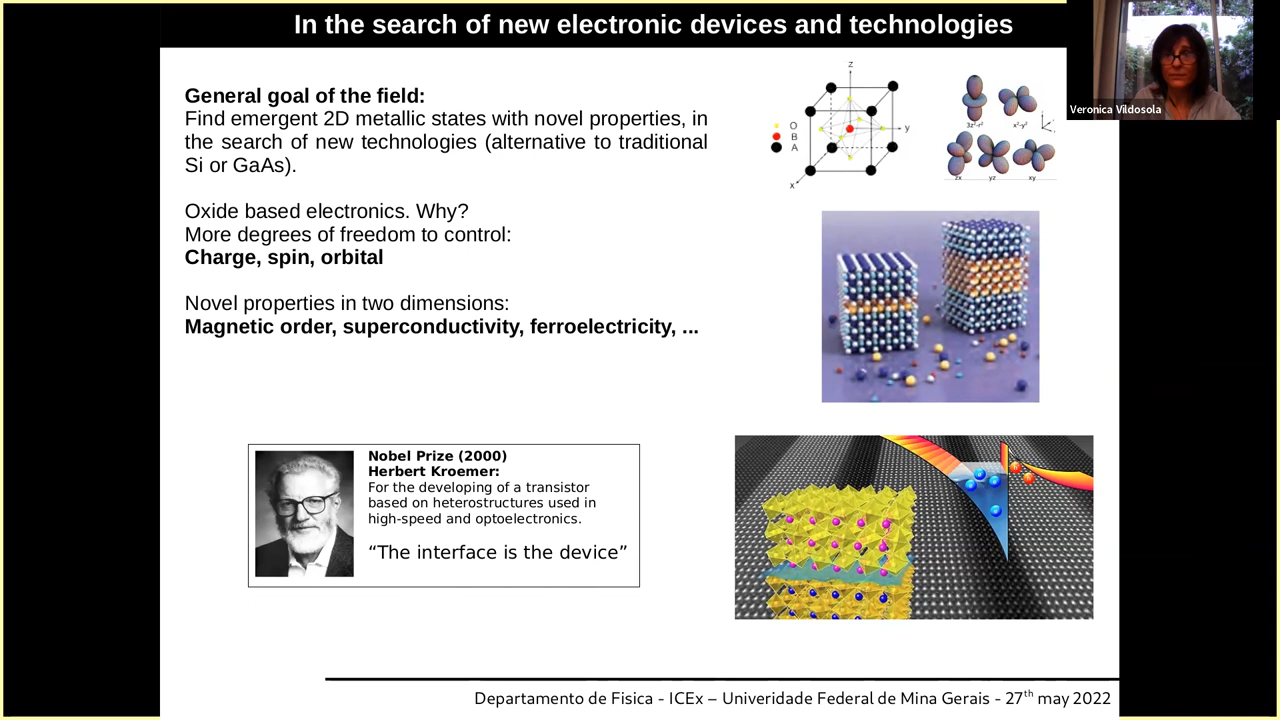 In the search of new electronic devices and technologies
Veronica Vildosola
General goal of the field:
Find emergent 2D metallic states with novel properties, in
the search of new technologies (alternative to traditional
Si or GaAs).
Oxide based electronics. Why?
More degrees of freedom to control:
Charge, spin, orbital
Novel properties in two dimensions:
Magnetic order, superconductivity, ferroelectricity, ...
z
O
B
A
y
x
3z²-r²
x²-y²
zx
yz
xy
Nobel Prize (2000)
Herbert Kroemer:
For the developing of a transistor
based on heterostructures used in
high-speed and optoelectronics.
“The interface is the device”
Departamento de Fisica - ICEx – Univeridade Federal de Mina Gerais - 27th may 2022